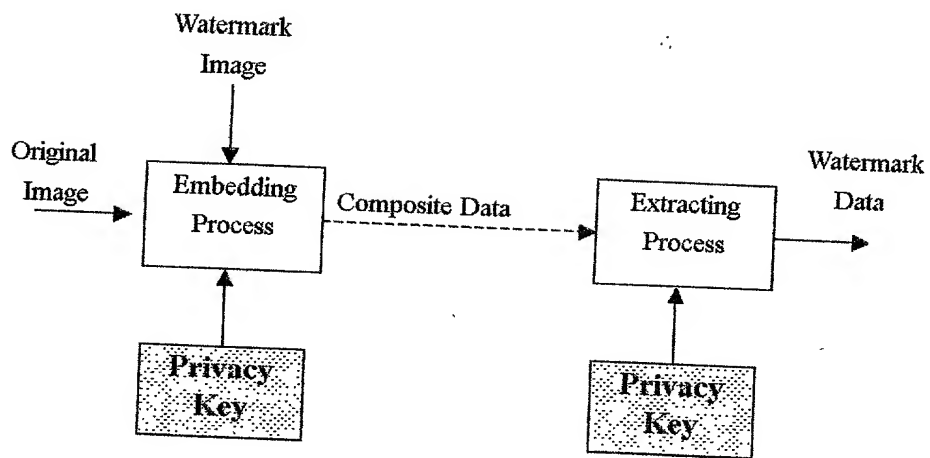 Watermark
Image
Original
Image
Embedding
Process
Composite Data
Extracting
Process
Watermark
Data
Privacy
Key
Privacy
Key